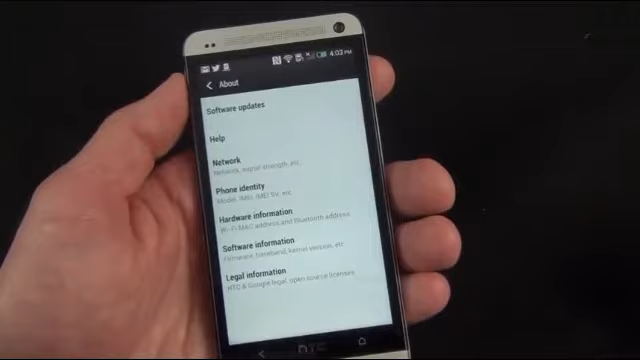 4:03 PM
About
Software updates
Help
Network
Network, signal strength, etc.
Phone identity
Model, IMEI, IMEI SV, etc.
Hardware information
Wi-Fi MAC address and Bluetooth address
Software information
Firmware, baseband, kernel version, etc.
Legal information
HTC & Google legal, open source licenses